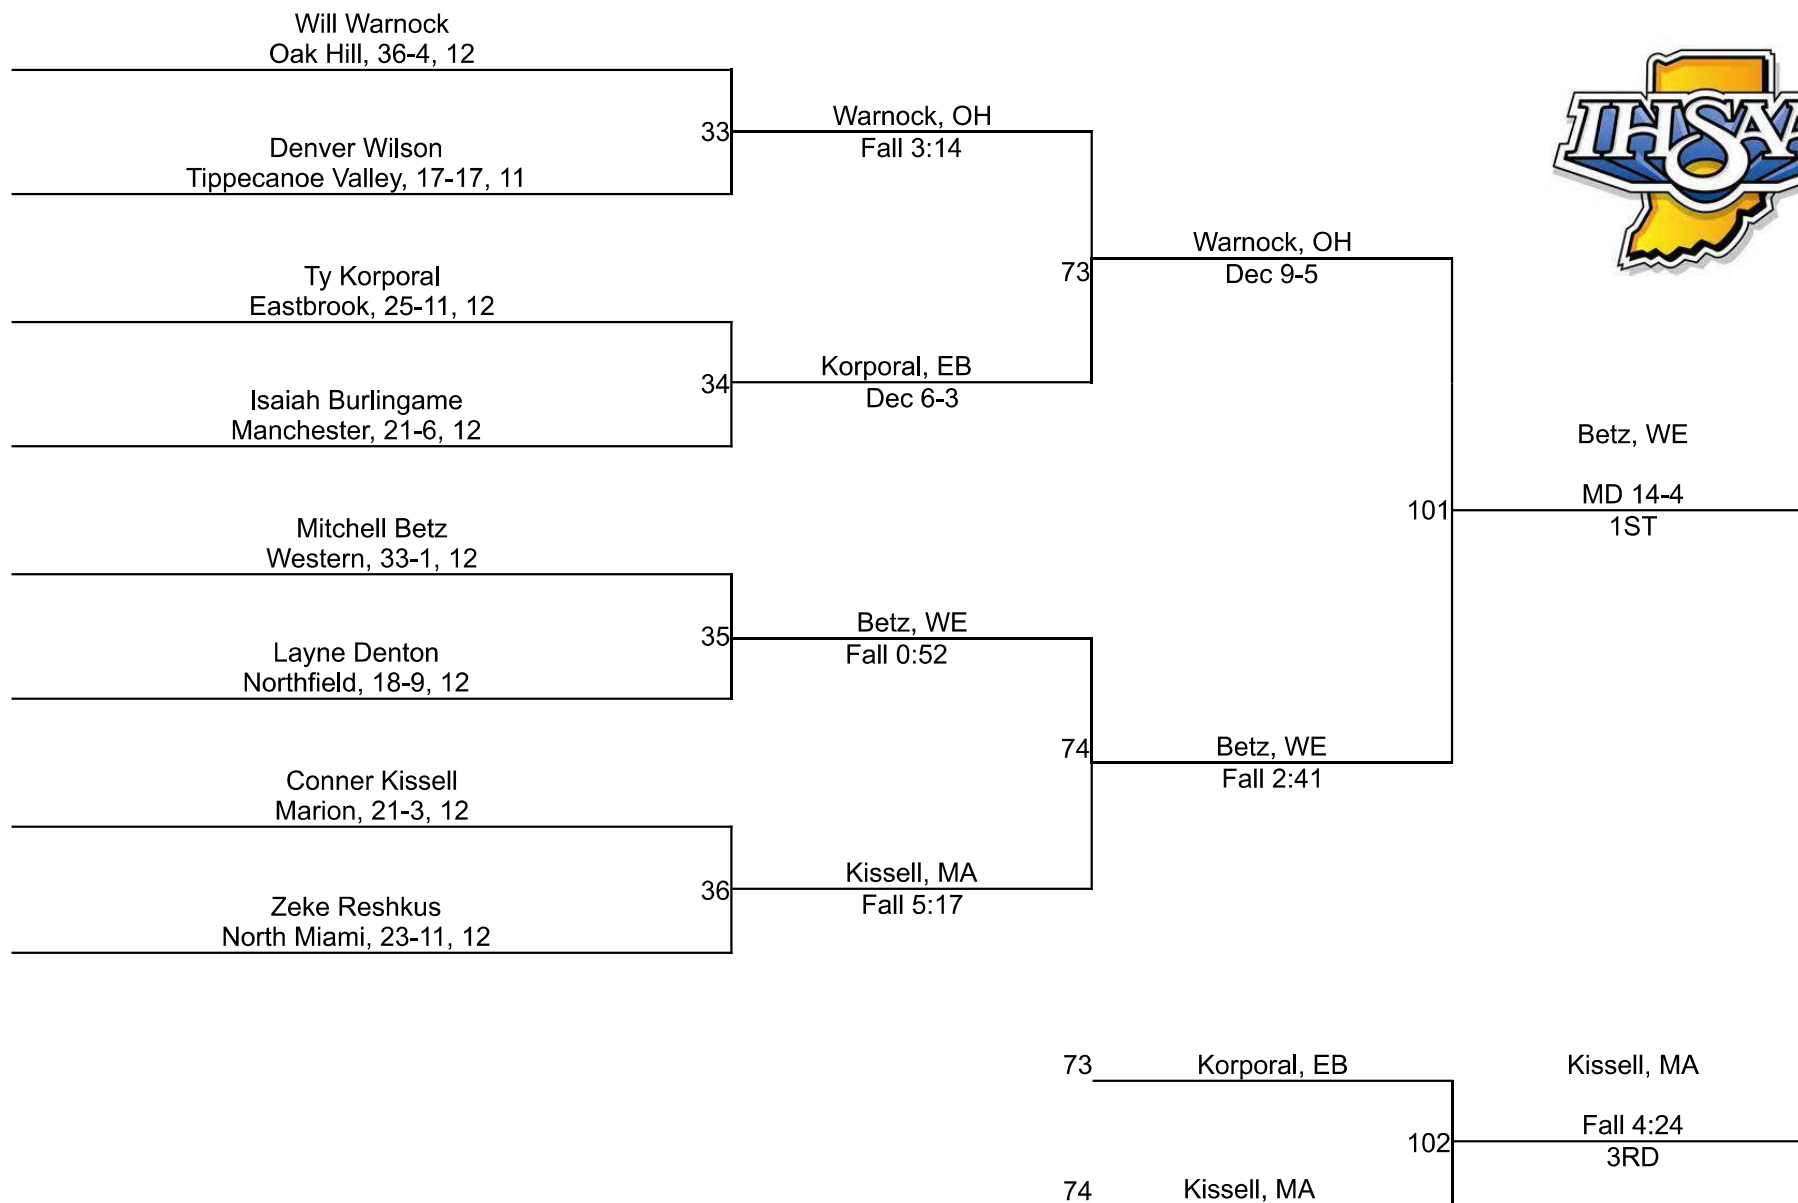 Will Warnock
Oak Hill, 36-4, 12
Denver Wilson
Tippecanoe Valley, 17-17, 11
33
Warnock, OH
Fall 3:14
Ty Korporal
Eastbrook, 25-11, 12
Isaiah Burlingame
Manchester, 21-6, 12
34
Korporal, EB
Dec 6-3
73
Warnock, OH
Dec 9-5
Mitchell Betz
Western, 33-1, 12
Layne Denton
Northfield, 18-9, 12
35
Betz, WE
Fall 0:52
Conner Kissell
Marion, 21-3, 12
Zeke Reshkus
North Miami, 23-11, 12
36
Kissell, MA
Fall 5:17
74
Betz, WE
Fall 2:41
101
Betz, WE
MD 14-4
1ST
IHSAA
73
Korporal, EB
74
Kissell, MA
102
Kissell, MA
Fall 4:24
3RD